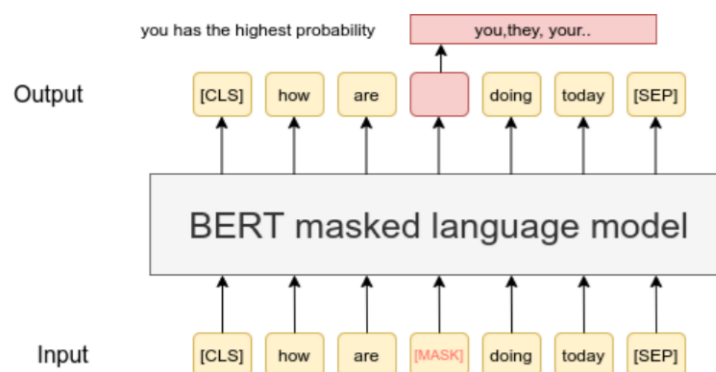 you has the highest probability you,they, your..
Output [CLS] how are doing today [SEP]
BERT masked language model
Input [CLS] how are [MASK] doing today [SEP]